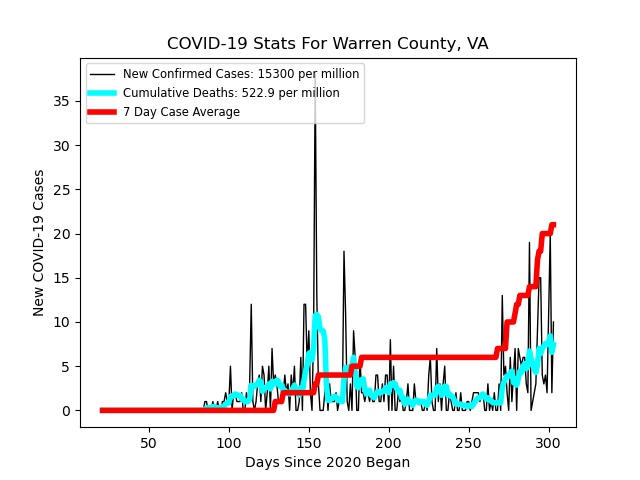 COVID-19 Stats For Warren County, VA
New Confirmed Cases: 15300 per million
Cumulative Deaths: 522.9 per million
7 Day Case Average
35
30
25
20
15
10
5
0
New COVID-19 Cases
50 100 150 200 250 300
Days Since 2020 Began